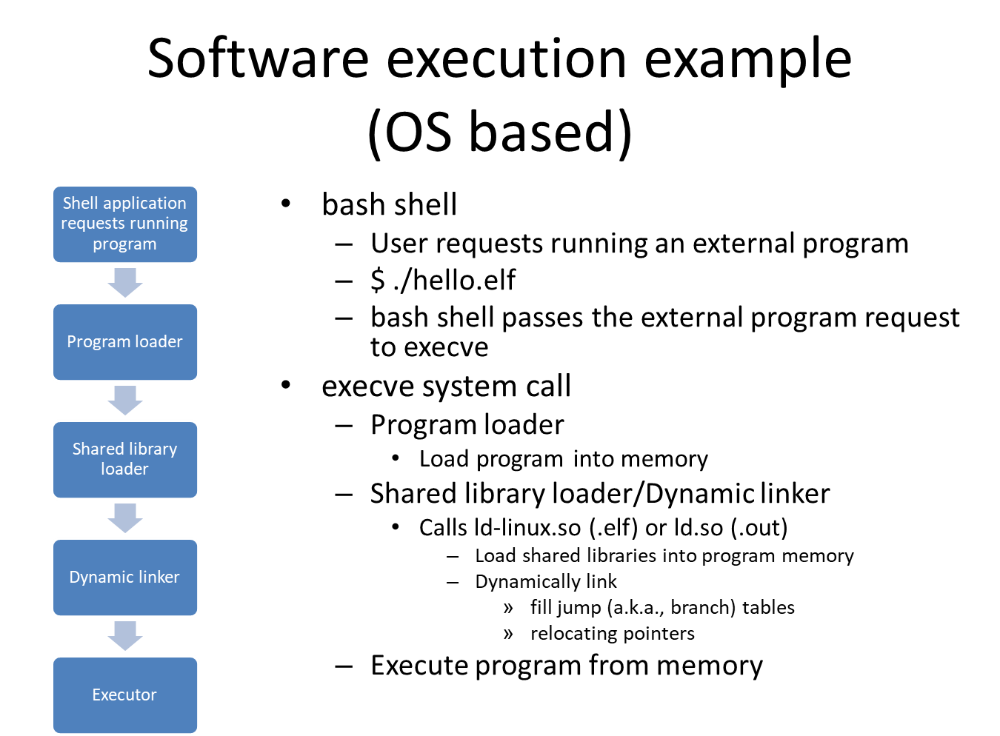 Software execution example
(OS based)
Shell application
requests running
program
Program loader
Shared library
loader
Dynamic linker
Executor
• bash shell
– User requests running an external program
– $ ./hello.elf
– bash shell passes the external program request
to execve
• execve system call
– Program loader
• Load program into memory
– Shared library loader/Dynamic linker
• Calls ld-linux.so (.elf) or ld.so (.out)
– Load shared libraries into program memory
– Dynamically link
» fill jump (a.k.a., branch) tables
» relocating pointers
– Execute program from memory